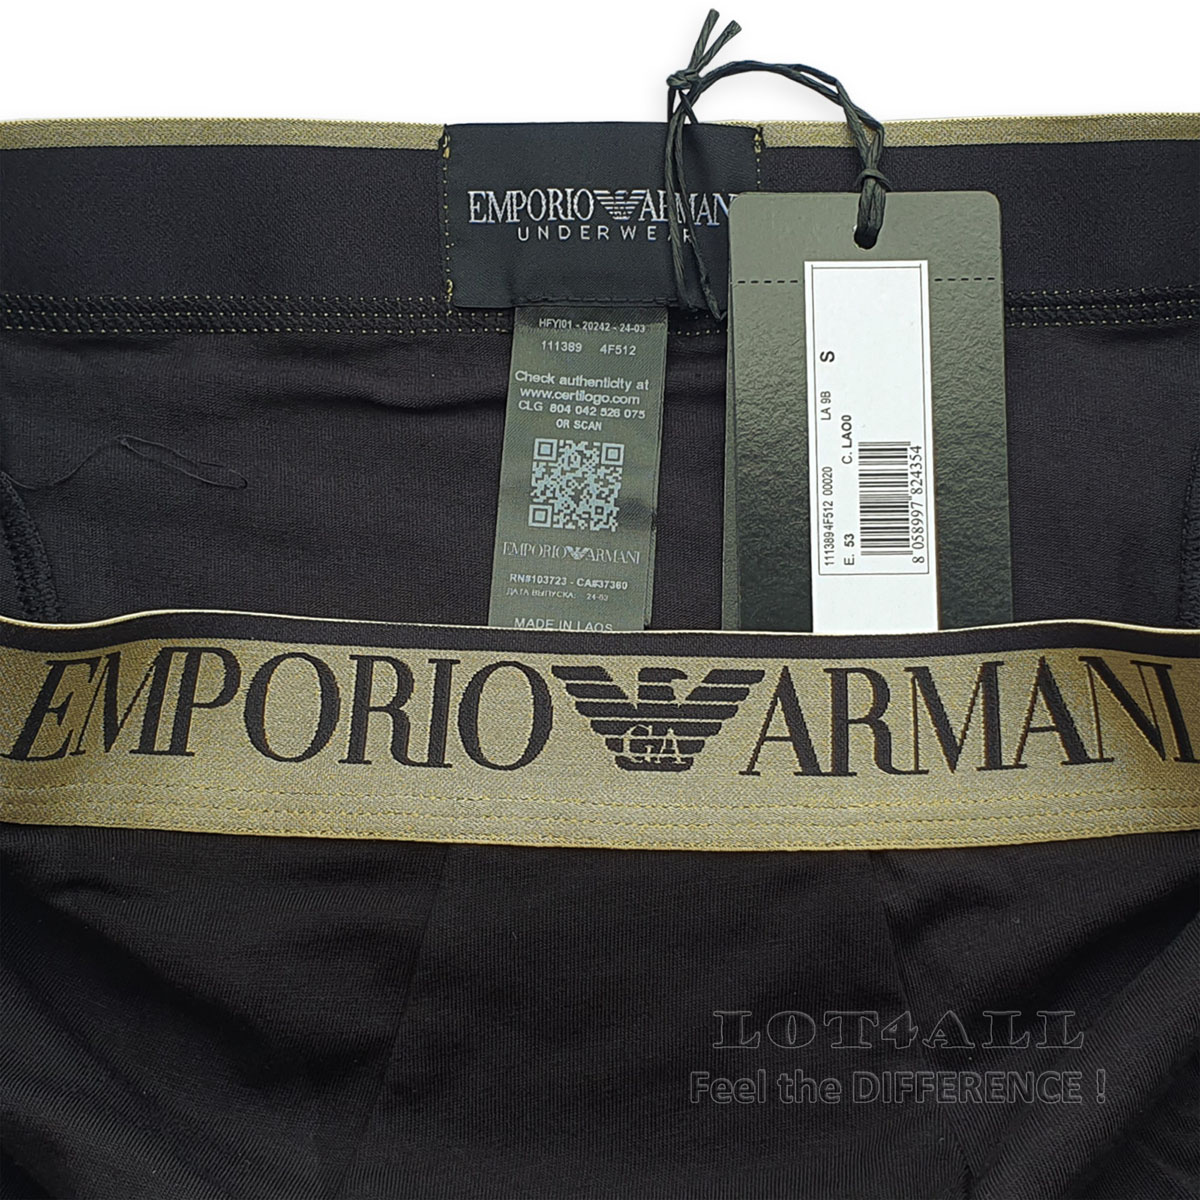 EMPORIO ARMANI
UNDERWEAR
HFYI01 - 20242 - 24-03
111389 4F512
Check authenticity at
www.certilogo.com
CLG 804 042 526 075
OR SCAN
EMPORIO ARMANI
RN#103723 - CA#37360
ДАТА ВЫПУСКА: 24-03
MADE IN LAOS
S
111389 4F512 00020 LA 9B
E. 53 C. LAO0
8 058997 824354
EMPORIO GA ARMANI
LOT4ALL
Feel the DIFFERENCE !